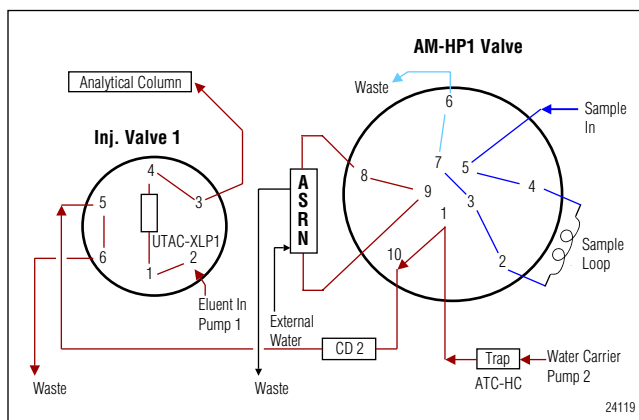 AM-HP1 Valve
Waste
6
Sample
In
Analytical Column
Inj. Valve 1
4
3
5
UTAC-XLP1
6
1
2
Eluent In
Pump 1
A
S
R
N
8
9
7
5
4
3
1
2
10
Sample
Loop
External
Water
CD 2
Trap
ATC-HC
Water Carrier
Pump 2
Waste
Waste
24119